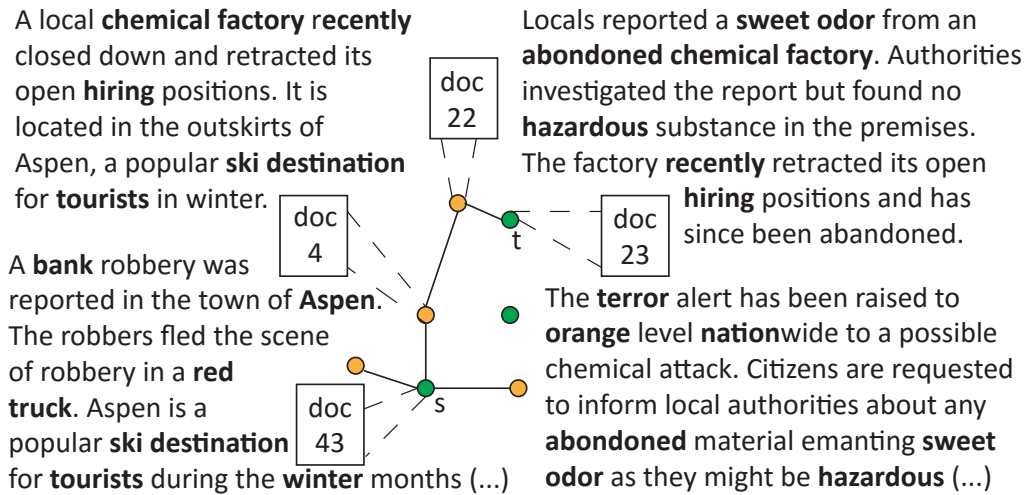 A local chemical factory recently
closed down and retracted its
open hiring positions. It is
located in the outskirts of
Aspen, a popular ski destination
for tourists in winter.
doc
22
Locals reported a sweet odor from an
abondoned chemical factory. Authorities
investigated the report but found no
hazardous substance in the premises.
The factory recently retracted its open
hiring positions and has
since been abandoned.
doc
4
t
doc
23
A bank robbery was
reported in the town of Aspen.
The robbers fled the scene
of robbery in a red
truck. Aspen is a
popular ski destination
for tourists during the winter months (...)
doc
43
s
The terror alert has been raised to
orange level nationwide to a possible
chemical attack. Citizens are requested
to inform local authorities about any
abondoned material emanting sweet
odor as they might be hazardous (...)